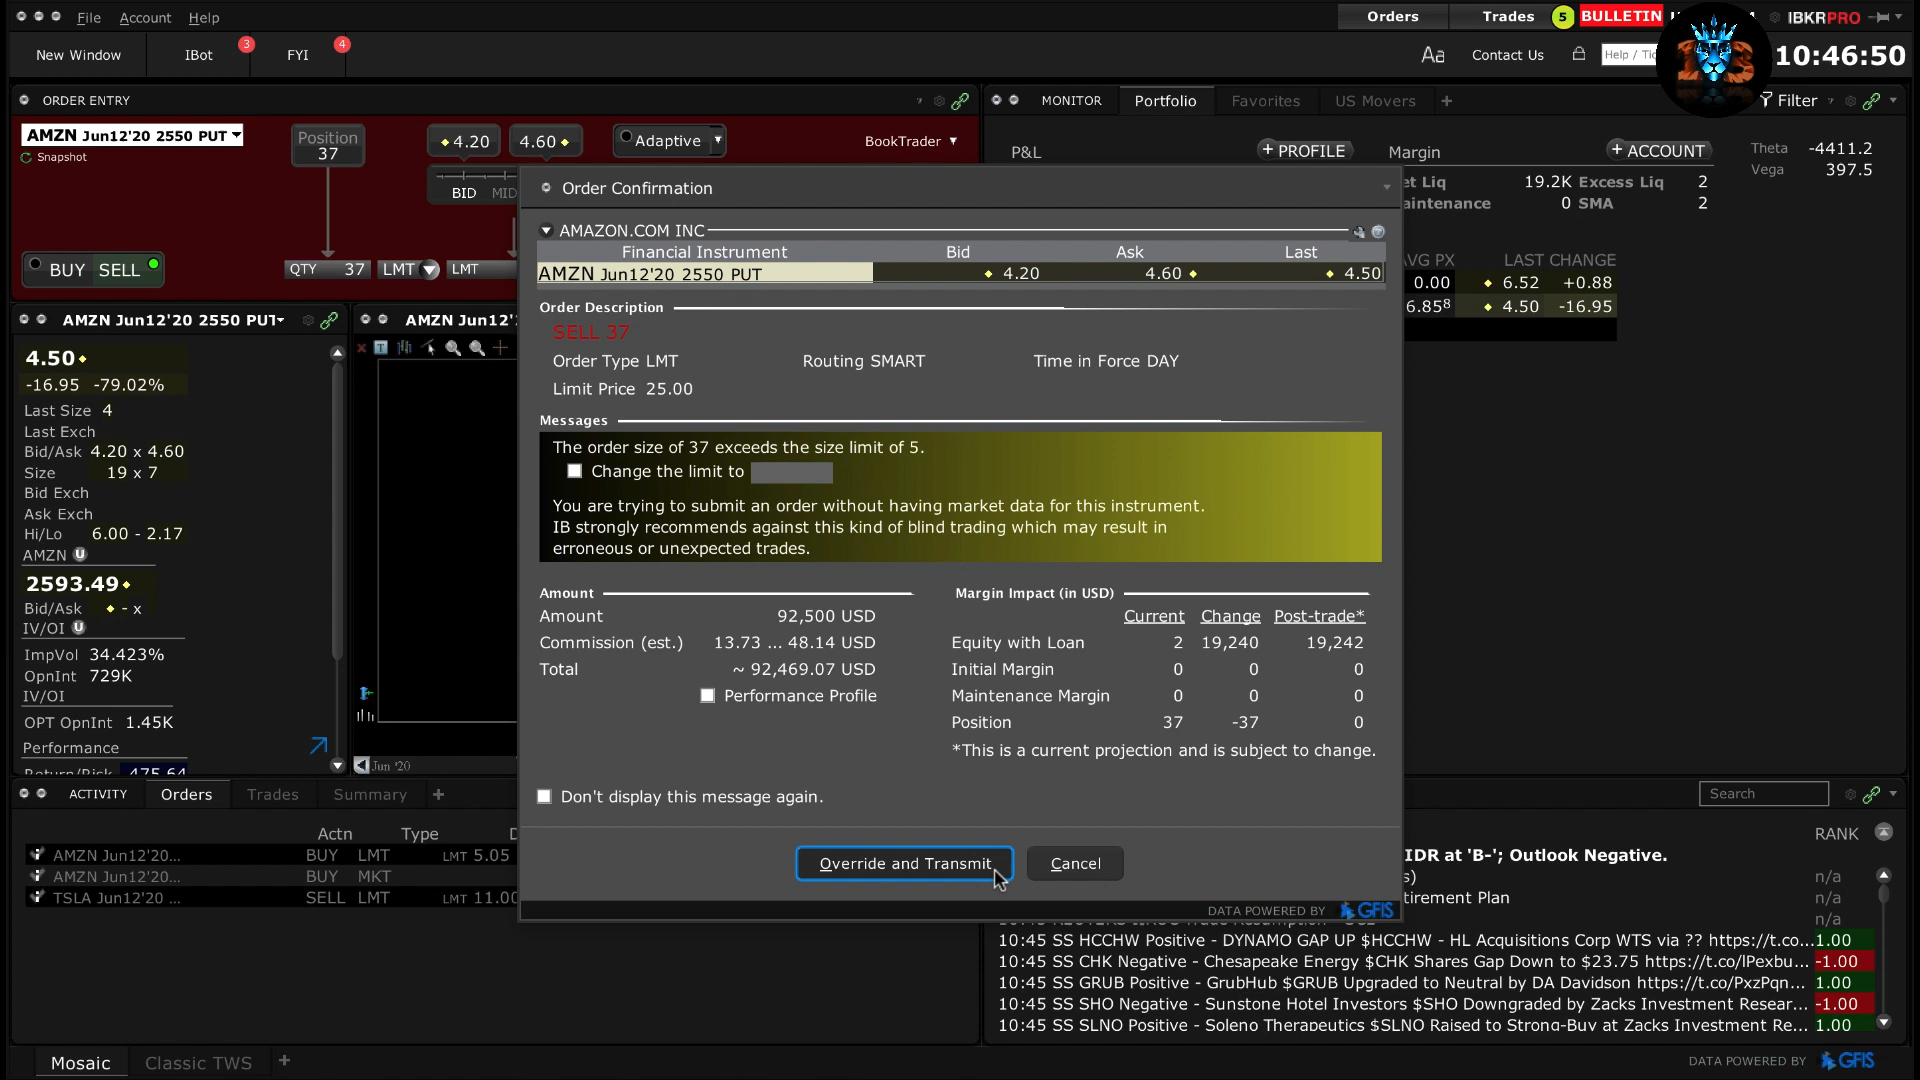 File Account Help
Orders Trades 5 BULLETIN IBKRPRO
New Window IBot 3 FYI 4
Aa Contact Us Help / 10:46:50
ORDER ENTRY
MONITOR Portfolio Favorites US Movers + Filter
AMZN Jun12'20 2550 PUT
Snapshot
Position
37
4.20 4.60 Adaptive BookTrader
BID MID
BUY SELL QTY 37 LMT LMT
P&L + PROFILE Margin + ACCOUNT
Theta -4411.2
Vega 397.5
et Liq 19.2K Excess Liq 2
aintenance 0 SMA 2
AVG PX LAST CHANGE
0.00 6.52 +0.88
6.858 4.50 -16.95
Order Confirmation
AMAZON.COM INC
Financial Instrument Bid Ask Last
AMZN Jun12'20 2550 PUT 4.20 4.60 4.50
Order Description
SELL 37
Order Type LMT Routing SMART Time in Force DAY
Limit Price 25.00
Messages
The order size of 37 exceeds the size limit of 5.
Change the limit to
You are trying to submit an order without having market data for this instrument.
IB strongly recommends against this kind of blind trading which may result in
erroneous or unexpected trades.
Amount
Amount 92,500 USD
Commission (est.) 13.73 ... 48.14 USD
Total ~ 92,469.07 USD
Performance Profile
Margin Impact (in USD)
Current Change Post-trade*
Equity with Loan 2 19,240 19,242
Initial Margin 0 0 0
Maintenance Margin 0 0 0
Position 37 -37 0
*This is a current projection and is subject to change.
Don't display this message again.
Override and Transmit Cancel
DATA POWERED BY GFIS
AMZN Jun12'20 2550 PUT
AMZN Jun12'
4.50
-16.95 -79.02%
Last Size 4
Last Exch
Bid/Ask 4.20 x 4.60
Size 19 x 7
Bid Exch
Ask Exch
Hi/Lo 6.00 - 2.17
AMZN U
2593.49
Bid/Ask - x
IV/OI U
ImpVol 34.423%
OpnInt 729K
IV/OI
OPT OpnInt 1.45K
Performance
Return/Risk 475.64
Jun '20
ACTIVITY Orders Trades Summary +
Actn Type D
AMZN Jun12'20... BUY LMT LMT 5.05
AMZN Jun12'20... BUY MKT
TSLA Jun12'20 ... SELL LMT LMT 11.00
Search
RANK
IDR at 'B-'; Outlook Negative.
s) n/a
tirement Plan n/a
n/a
10:45 SS HCCHW Positive - DYNAMO GAP UP $HCCHW - HL Acquisitions Corp WTS via ?? https://t.co... 1.00
10:45 SS CHK Negative - Chesapeake Energy $CHK Shares Gap Down to $23.75 https://t.co/lPexbu... -1.00
10:45 SS GRUB Positive - GrubHub $GRUB Upgraded to Neutral by DA Davidson https://t.co/PxzPqn... 1.00
10:45 SS SHO Negative - Sunstone Hotel Investors $SHO Downgraded by Zacks Investment Resear... -1.00
10:45 SS SLNO Positive - Soleno Therapeutics $SLNO Raised to Strong-Buy at Zacks Investment Re... 1.00
Mosaic Classic TWS +
DATA POWERED BY GFIS